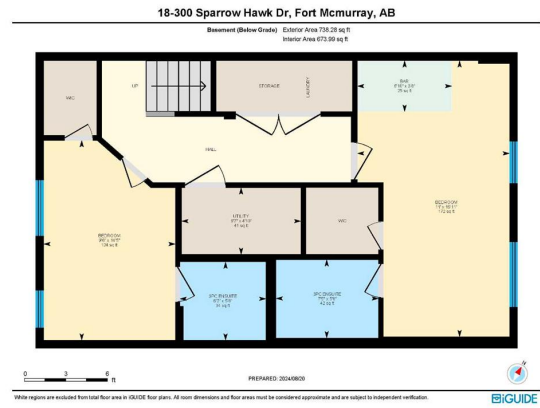 18-300 Sparrow Hawk Dr, Fort Mcmurray, AB
Basement (Below Grade) Exterior Area 738.28 sq ft
Interior Area 673.99 sq ft
WIC
UP
STORAGE
LAUNDRY
BAR
HALL
BEDROOM
BEDROOM
UTILITY
WIC
3PC ENSUITE
3PC ENSUITE
0 3 6
ft
PREPARED: 2024/08/20
White regions are excluded from total floor area in iGUIDE floor plans. All room dimensions and floor areas must be considered approximate and are subject to independent verification.
iGUIDE